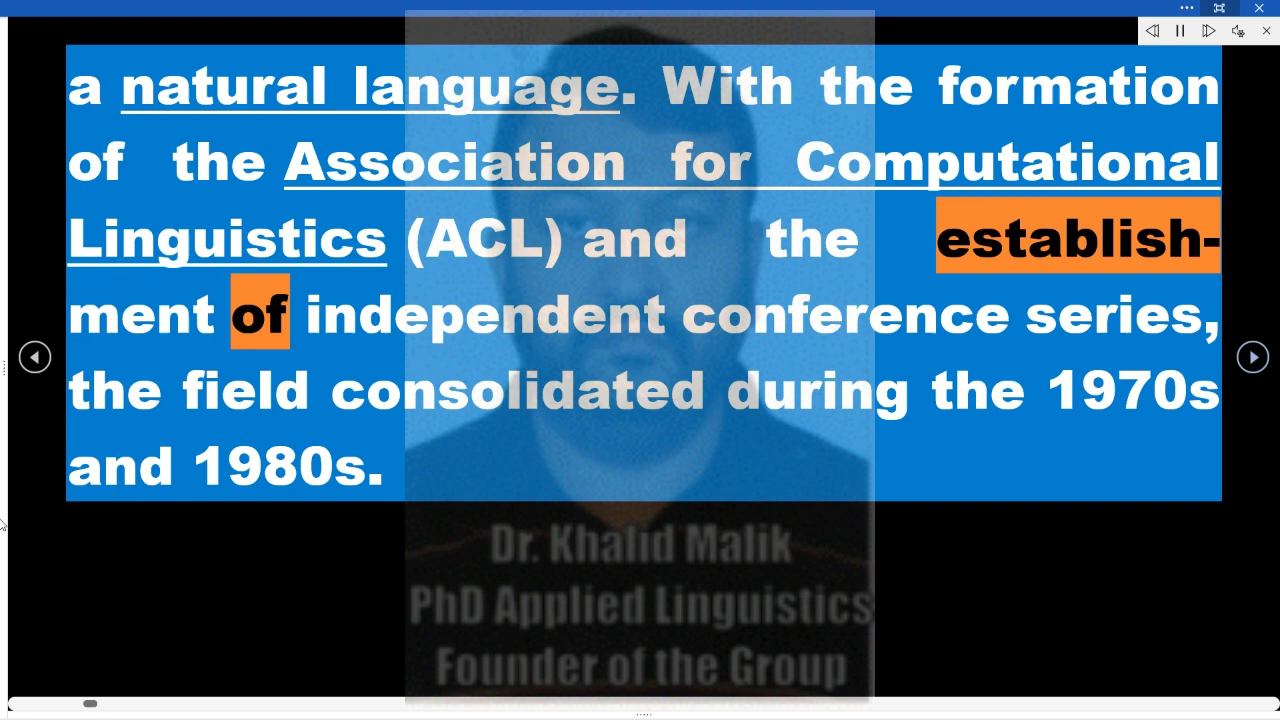 a natural language. With the formation
of the Association for Computational
Linguistics (ACL) and the establish-
ment of independent conference series,
the field consolidated during the 1970s
and 1980s.
Dr. Khalid Malik
PhD Applied Linguistics
Founder of the Group